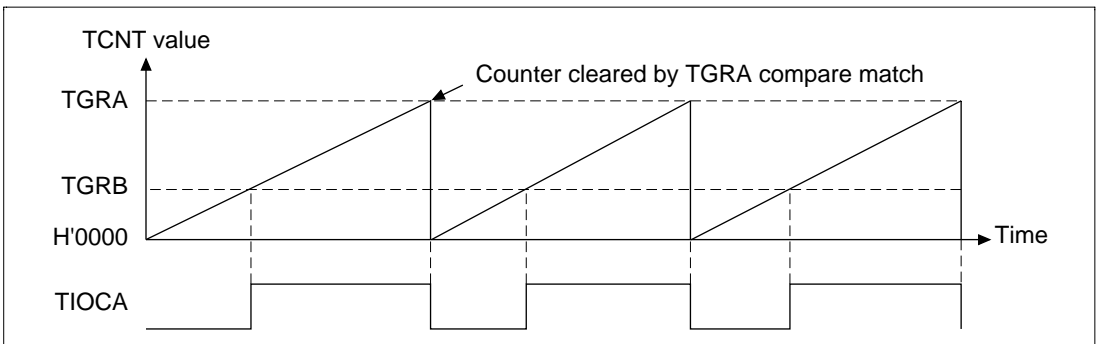 TCNT value
Counter cleared by TGRA compare match
TGRA
TGRB
H'0000
Time
TIOCA